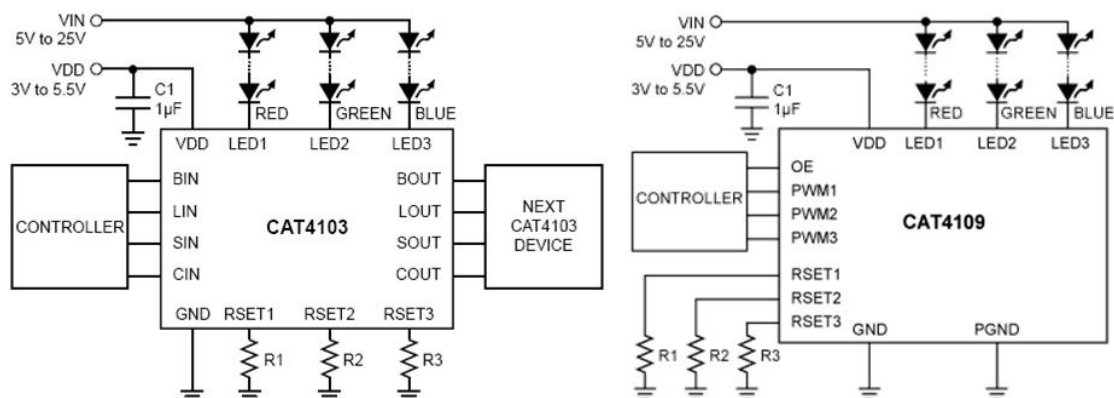 VIN
5V to 25V
VDD
3V to 5.5V
C1
1µF
RED
GREEN
BLUE
VDD
LED1
LED2
LED3
CONTROLLER
BIN
LIN
SIN
CIN
CAT4103
BOUT
LOUT
SOUT
COUT
NEXT
CAT4103
DEVICE
GND
RSET1
RSET2
RSET3
R1
R2
R3
VIN
5V to 25V
VDD
3V to 5.5V
C1
1µF
RED
GREEN
BLUE
VDD
LED1
LED2
LED3
CONTROLLER
OE
PWM1
PWM2
PWM3
CAT4109
RSET1
RSET2
RSET3
GND
PGND
R1
R2
R3